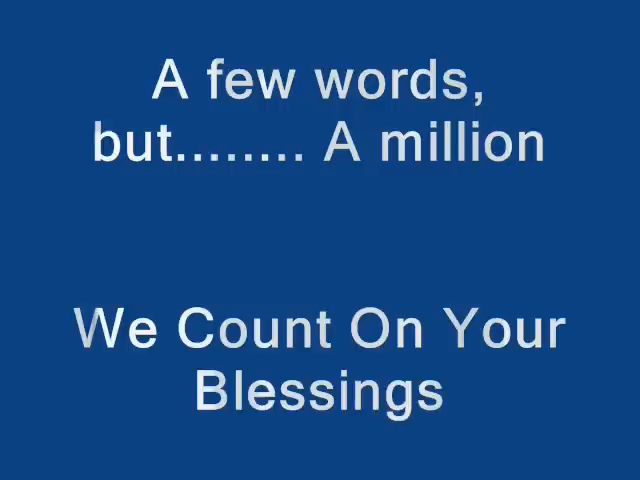 A few words,
but........ A million
We Count On Your
Blessings